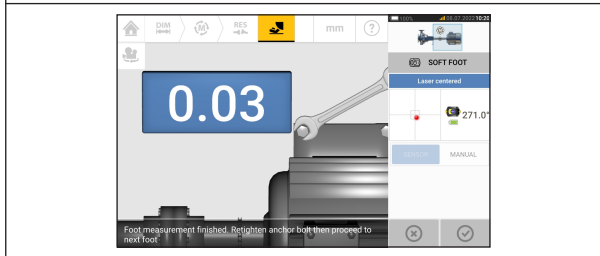 DIM
(M)
RES
mm
?
100%
08.07.2022 10:20
SOFT FOOT
Laser centered
0.03
271.0°
SENSOR MANUAL
Foot measurement finished. Retighten anchor bolt then proceed to
next foot